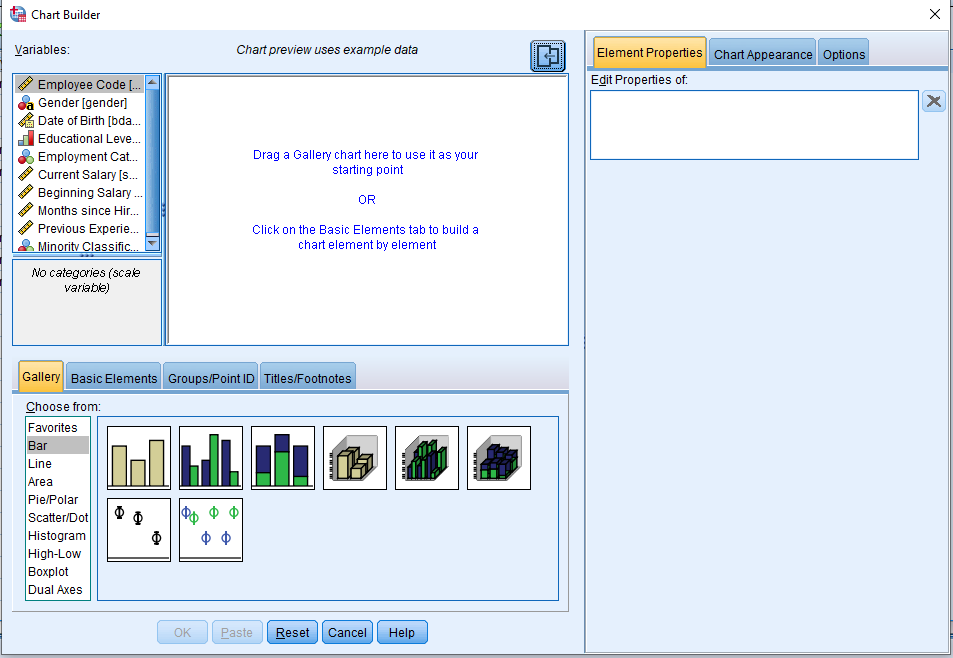 Chart Builder
Variables:
Chart preview uses example data
Employee Code [...
Gender [gender]
Date of Birth [bda...
Educational Leve...
Employment Cat...
Current Salary [s...
Beginning Salary ...
Months since Hir...
Previous Experie...
Minority Classific...
No categories (scale
variable)
Drag a Gallery chart here to use it as your
starting point
OR
Click on the Basic Elements tab to build a
chart element by element
Gallery
Basic Elements
Groups/Point ID
Titles/Footnotes
Choose from:
Favorites
Bar
Line
Area
Pie/Polar
Scatter/Dot
Histogram
High-Low
Boxplot
Dual Axes
OK
Paste
Reset
Cancel
Help
Element Properties
Chart Appearance
Options
Edit Properties of: